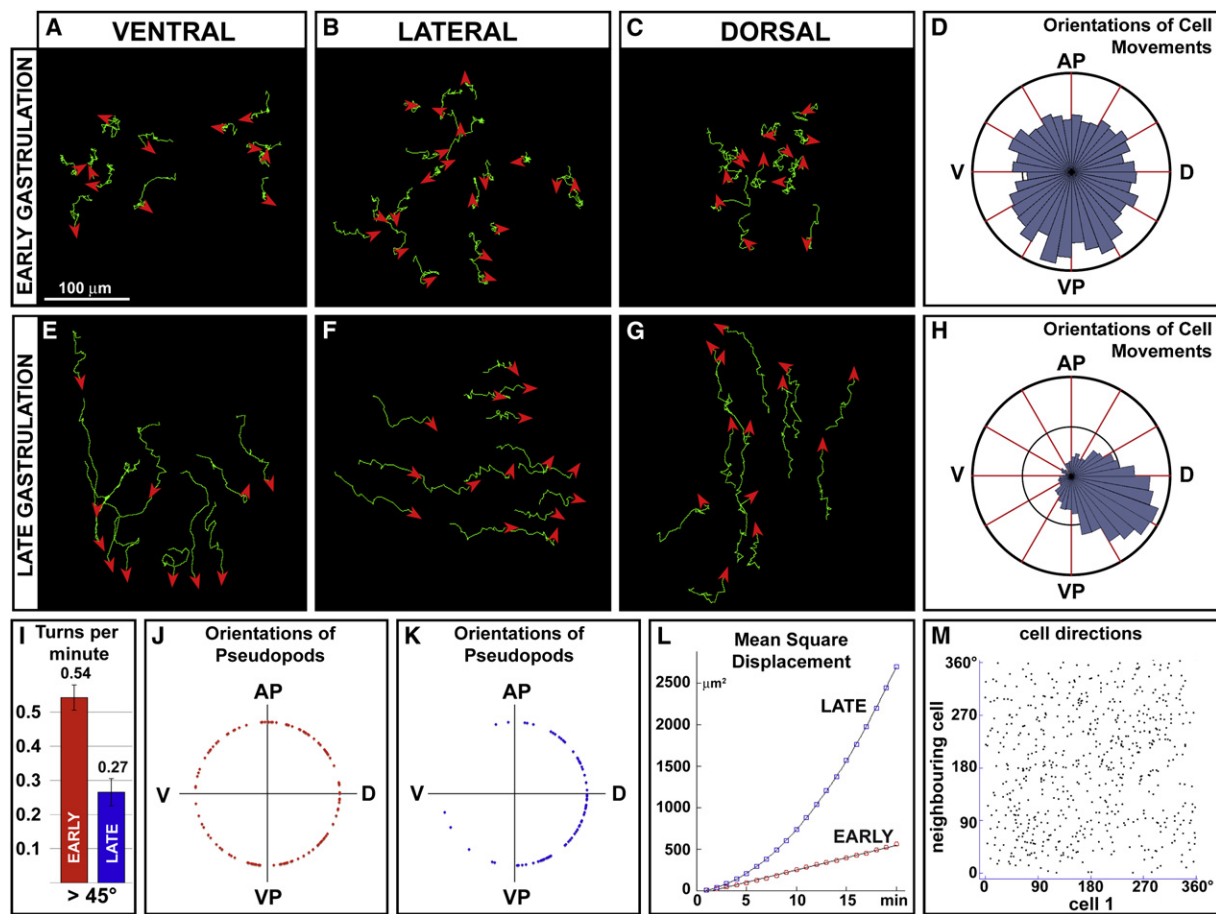 A VENTRAL
B LATERAL
C DORSAL
D Orientations of Cell
Movements
EARLY GASTRULATION
100 μm
AP
V
D
VP
LATE GASTRULATION
E
F
G
H Orientations of Cell
Movements
AP
V
D
VP
I Turns per
minute
0.54
0.5
0.4
0.3
0.27
0.2
0.1
EARLY
LATE
> 45°
J Orientations of
Pseudopods
AP
V
D
VP
K Orientations of
Pseudopods
AP
V
D
VP
L Mean Square
Displacement
μm²
2500
2000
1500
1000
500
0
LATE
EARLY
0 5 10 15 min
M cell directions
360°
270
180
90
0
neighbouring cell
0 90 180 270 360°
cell 1